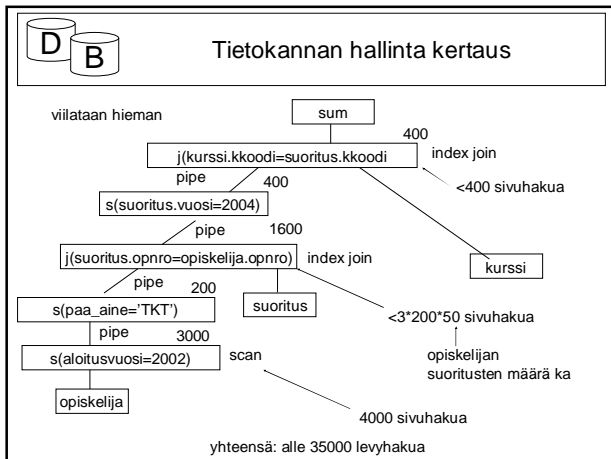 D
B
Tietokannan hallinta kertaus
viilataan hieman
sum
400
j(kurssi.kkoodi=suoritus.kkoodi
index join
pipe
400
<400 sivuhakua
s(suoritus.vuosi=2004)
pipe
1600
j(suoritus.opnro=opiskelija.opnro)
index join
kurssi
pipe
200
suoritus
s(paa_aine='TKT')
<3*200*50 sivuhakua
pipe
3000
s(aloitusvuosi=2002)
scan
opiskelijan
suoritusten määrä ka
opiskelija
4000 sivuhakua
yhteensä: alle 35000 levyhakua